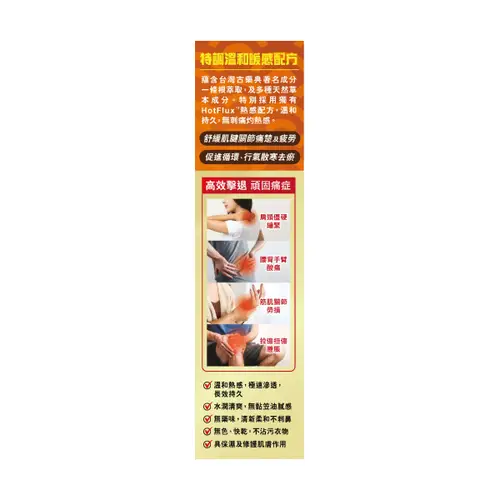 特調溫和暖感配方
蘊含台灣古藥典著名成分
一條根萃取，及多種天然草
本成分。特別採用獨有
HotFlux™熱感配方，溫和
持久，無刺痛灼熱感。
舒緩肌腱關節痛楚及疲勞
促進循環、行氣散寒去瘀
高效擊退 頑固痛症
肩頸僵硬
繃緊
腰背手臂
酸痛
筋肌關節
勞損
拉傷扭傷
腫脹
溫和熱感，極速滲透，
長效持久
水潤清爽，無黏笠油膩感
無藥味，清新柔和不刺鼻
無色、快乾，不沾污衣物
具保濕及修護肌膚作用